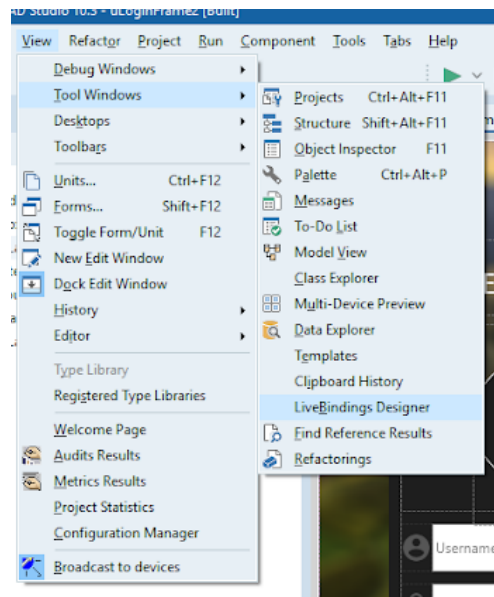 AD Studio 10.3 - uLoginFrame2 [Built]
View Refactor Project Run Component Tools Tabs Help
Debug Windows
Tool Windows
Desktops
Toolbars
Units... Ctrl+F12
Forms... Shift+F12
Toggle Form/Unit F12
New Edit Window
Dock Edit Window
History
Editor
Type Library
Registered Type Libraries
Welcome Page
Audits Results
Metrics Results
Project Statistics
Configuration Manager
Broadcast to devices
Projects Ctrl+Alt+F11
Structure Shift+Alt+F11
Object Inspector F11
Palette Ctrl+Alt+P
Messages
To-Do List
Model View
Class Explorer
Multi-Device Preview
Data Explorer
Templates
Clipboard History
LiveBindings Designer
Find Reference Results
Refactorings
Username